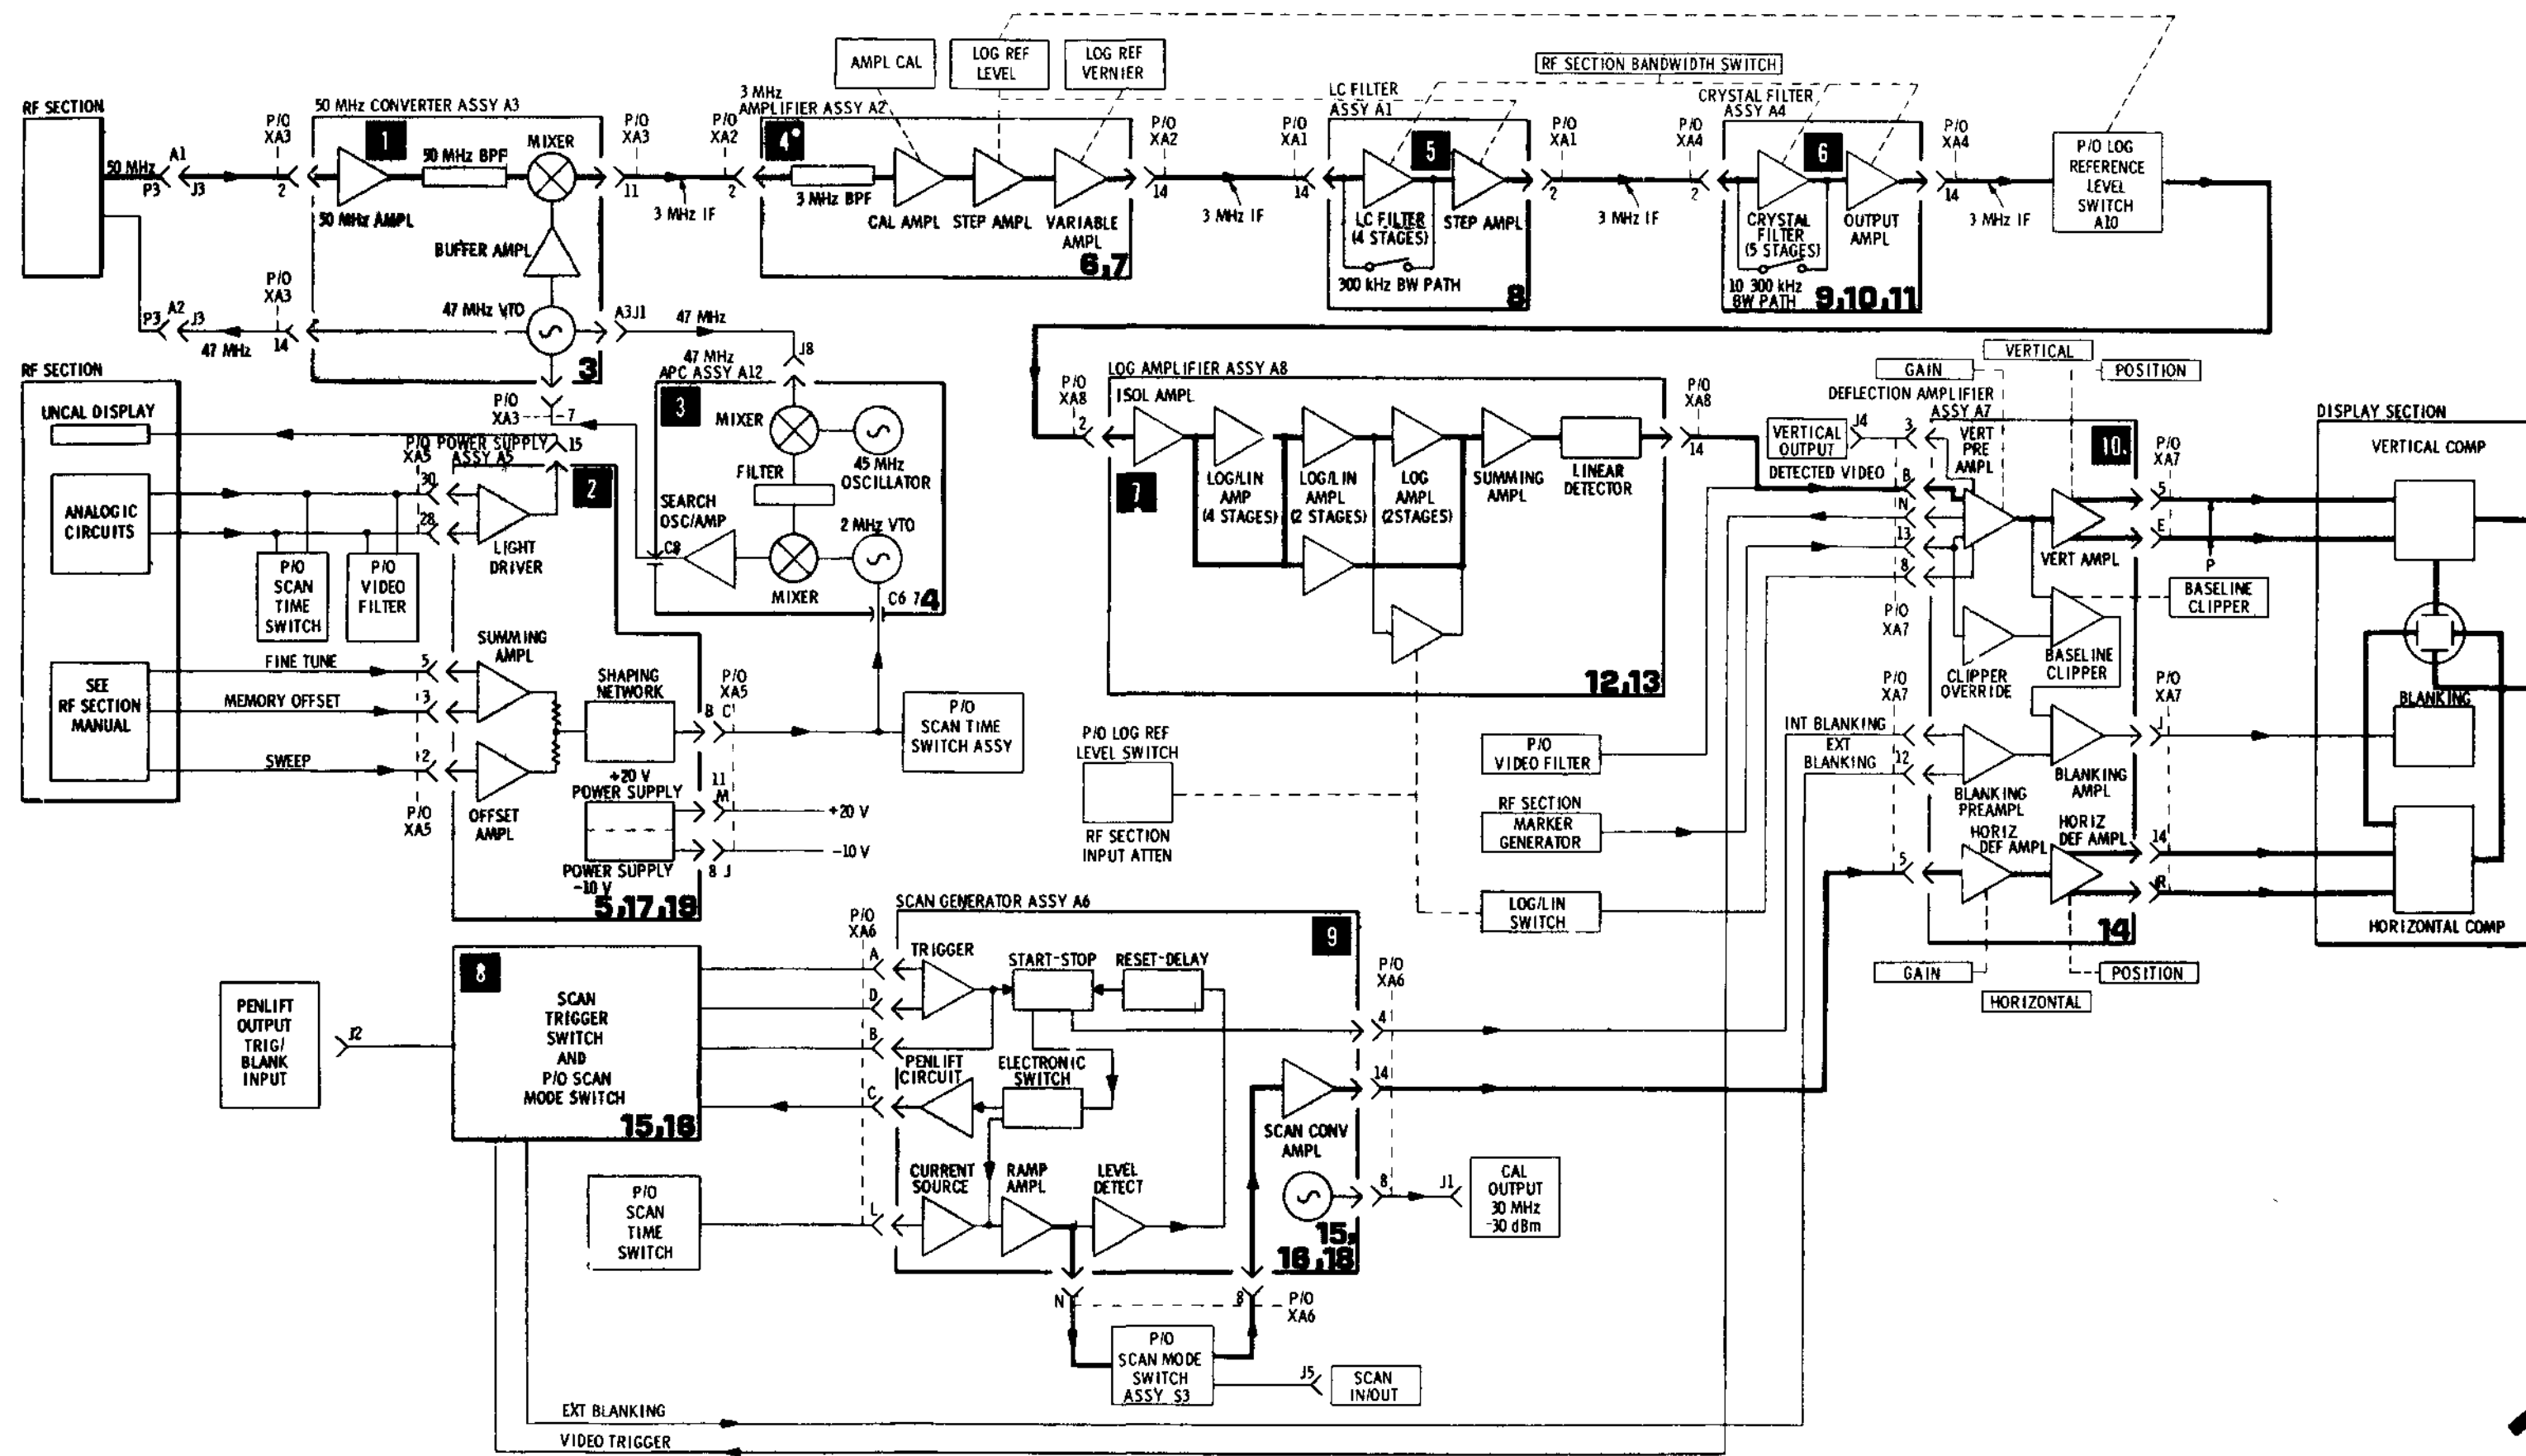 RF SECTION
50 MHz
P3
A1
J3
P/O
XA3
2
50 MHz CONVERTER ASSY A3
1
50 MHz AMPL
50 MHz BPF
MIXER
BUFFER AMPL
47 MHz VTO
3
P/O
XA3
11
3 MHz IF
P/O
XA2
2
3 MHz
AMPLIFIER ASSY A2
4
3 MHz BPF
AMPL CAL
LOG REF
LEVEL
LOG REF
VERNIER
CAL AMPL
STEP AMPL
VARIABLE
AMPL
6,7
P/O
XA2
14
3 MHz IF
P/O
XA1
14
LC FILTER
ASSY A1
5
LC FILTER
(4 STAGES)
STEP AMPL
300 kHz BW PATH
8
RF SECTION BANDWIDTH SWITCH
P/O
XA1
2
3 MHz IF
P/O
XA4
2
CRYSTAL FILTER
ASSY A4
6
CRYSTAL
FILTER
(5 STAGES)
OUTPUT
AMPL
10 300 kHz
BW PATH
9,10,11
P/O
XA4
14
3 MHz IF
P/O LOG
REFERENCE
LEVEL
SWITCH
A10
P3
A2
J3
47 MHz
P/O
XA3
14
A3J1
47 MHz
J8
P/O
XA3
7
15
RF SECTION
UNCAL DISPLAY
ANALOGIC
CIRCUITS
SEE
RF SECTION
MANUAL
P/O
SCAN
TIME
SWITCH
P/O
VIDEO
FILTER
FINE TUNE
MEMORY OFFSET
SWEEP
P/O
XA5
POWER SUPPLY
ASSY A5
30
28
2
LIGHT
DRIVER
5
3
2
P/O
XA5
SUMMING
AMPL
OFFSET
AMPL
SHAPING
NETWORK
+20 V
POWER SUPPLY
POWER SUPPLY
-10 V
5,17,19
B C
P/O
XA5
11
M
+20 V
8 J
-10 V
47 MHz
APC ASSY A12
3
MIXER
45 MHz
OSCILLATOR
FILTER
SEARCH
OSC/AMP
C8
MIXER
2 MHz VTO
C6 7
4
P/O
SCAN TIME
SWITCH ASSY
LOG AMPLIFIER ASSY A8
P/O
XA8
2
ISOL AMPL
7
LOG/LIN
AMP
(4 STAGES)
LOG/LIN
AMPL
(2 STAGES)
LOG
AMPL
(2STAGES)
SUMMING
AMPL
LINEAR
DETECTOR
12,13
P/O
XA8
14
P/O LOG REF
LEVEL SWITCH
RF SECTION
INPUT ATTEN
P/O
VIDEO FILTER
RF SECTION
MARKER
GENERATOR
LOG/LIN
SWITCH
VERTICAL
OUTPUT
J4
DETECTED VIDEO
GAIN
VERTICAL
POSITION
DEFLECTION AMPLIFIER
ASSY A7
3
B
N
13
8
P/O
XA7
VERT
PRE
AMPL
10
VERT AMPL
P/O
XA7
5
E
P
BASELINE
CLIPPER
BASELINE
CLIPPER
CLIPPER
OVERRIDE
P/O
XA7
INT BLANKING
EXT
BLANKING
12
BLANKING
PREAMPL
BLANKING
AMPL
P/O
XA7
HORIZ
DEF AMPL
HORIZ
DEF AMPL
5
14
R
14
GAIN
HORIZONTAL
POSITION
DISPLAY SECTION
VERTICAL COMP
BLANKING
HORIZONTAL COMP
PENLIFT
OUTPUT
TRIG/
BLANK
INPUT
J2
8
SCAN
TRIGGER
SWITCH
AND
P/O SCAN
MODE SWITCH
15,16
P/O
SCAN
TIME
SWITCH
SCAN GENERATOR ASSY A6
P/O
XA6
A
D
B
C
L
TRIGGER
START-STOP
RESET-DELAY
9
PENLIFT
CIRCUIT
ELECTRONIC
SWITCH
CURRENT
SOURCE
RAMP
AMPL
LEVEL
DETECT
SCAN CONV
AMPL
15,
16,18
P/O
XA6
4
14
8
J1
CAL
OUTPUT
30 MHz
-30 dBm
N
8
P/O
XA6
P/O
SCAN MODE
SWITCH
ASSY S3
J5
SCAN
IN/OUT
EXT BLANKING
VIDEO TRIGGER